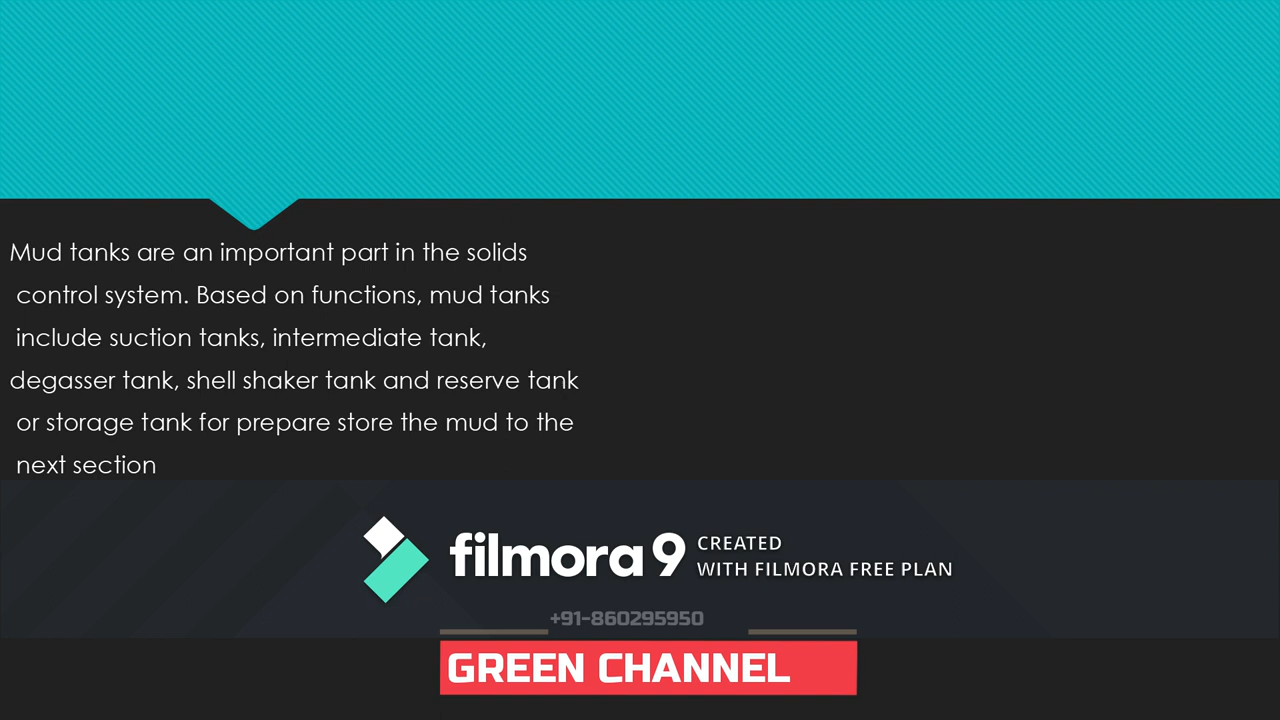 Mud tanks are an important part in the solids
control system. Based on functions, mud tanks
include suction tanks, intermediate tank,
degasser tank, shell shaker tank and reserve tank
or storage tank for prepare store the mud to the
next section
filmora 9
CREATED
WITH FILMORA FREE PLAN
+91-860295950
GREEN CHANNEL